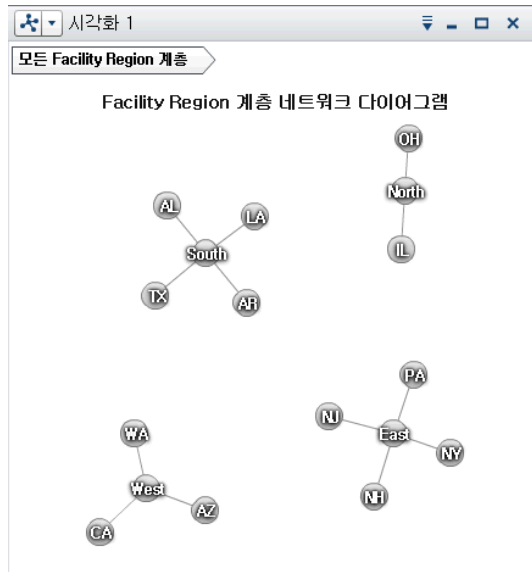 시각화 1
모든 Facility Region 계층
Facility Region 계층 네트워크 다이어그램
OH
North
IL
AL
LA
South
TX
AR
PA
NJ
East
NY
NH
WA
West
AZ
CA